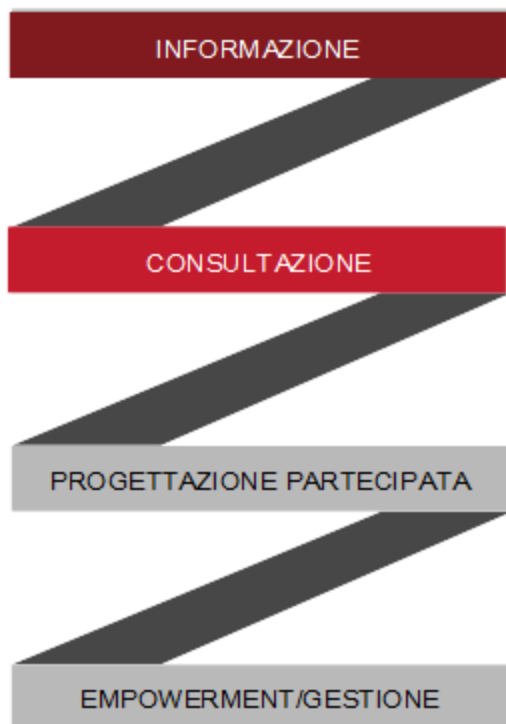 INFORMAZIONE
CONSULTAZIONE
PROGETTAZIONE PARTECIPATA
EMPOWERMENT/GESTIONE